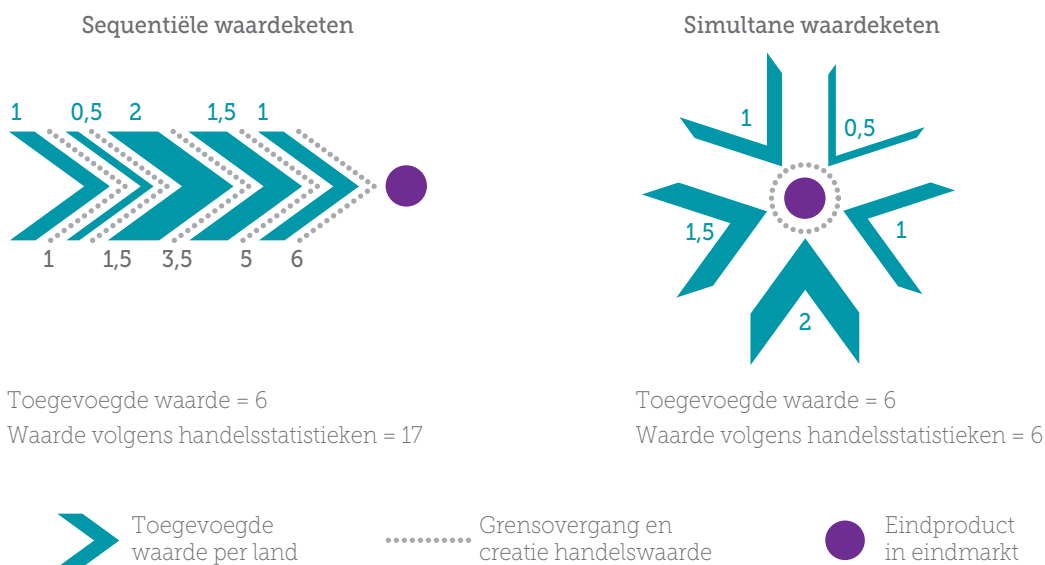 Sequentiële waardeketen
1 0,5 2 1,5 1
1 1,5 3,5 5 6
Toegevoegde waarde = 6
Waarde volgens handelsstatistieken = 17
Simultane waardeketen
1
0,5
1,5
1
2
Toegevoegde waarde = 6
Waarde volgens handelsstatistieken = 6
Toegevoegde
waarde per land
Grensovergang en
creatie handelswaarde
Eindproduct
in eindmarkt